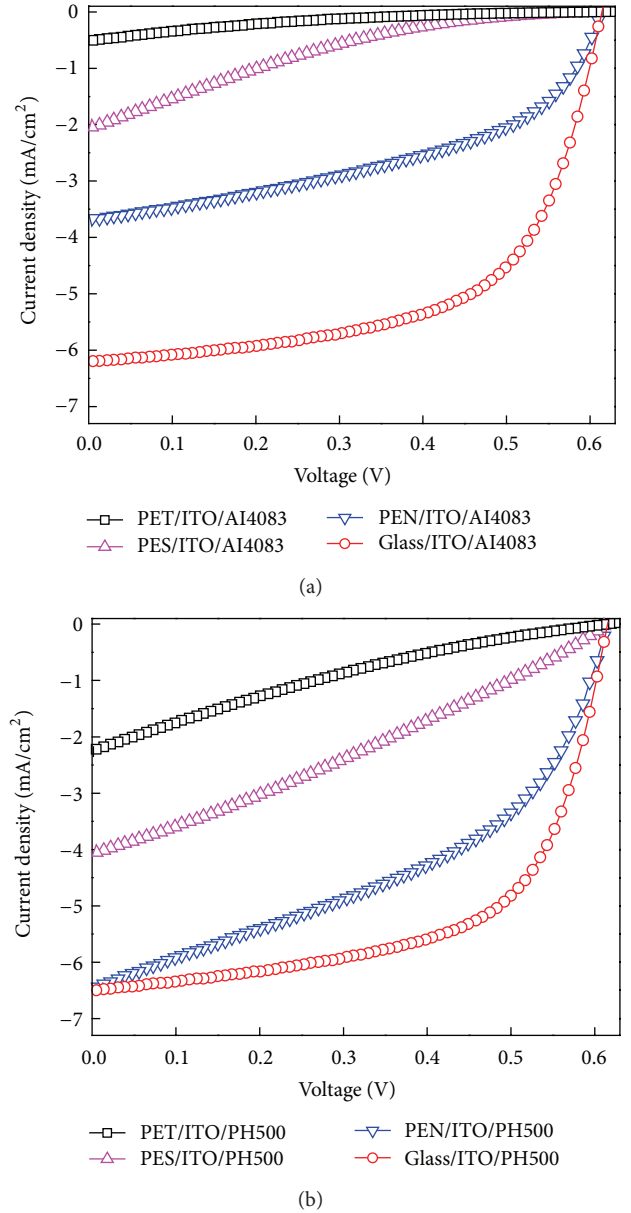 0
-1
-2
-3
-4
-5
-6
-7
Current density (mA/cm²)
0.0 0.1 0.2 0.3 0.4 0.5 0.6
Voltage (V)
PET/ITO/AI4083 PEN/ITO/AI4083
PES/ITO/AI4083 Glass/ITO/AI4083
(a)
0
-1
-2
-3
-4
-5
-6
-7
Current density (mA/cm²)
0.0 0.1 0.2 0.3 0.4 0.5 0.6
Voltage (V)
PET/ITO/PH500 PEN/ITO/PH500
PES/ITO/PH500 Glass/ITO/PH500
(b)